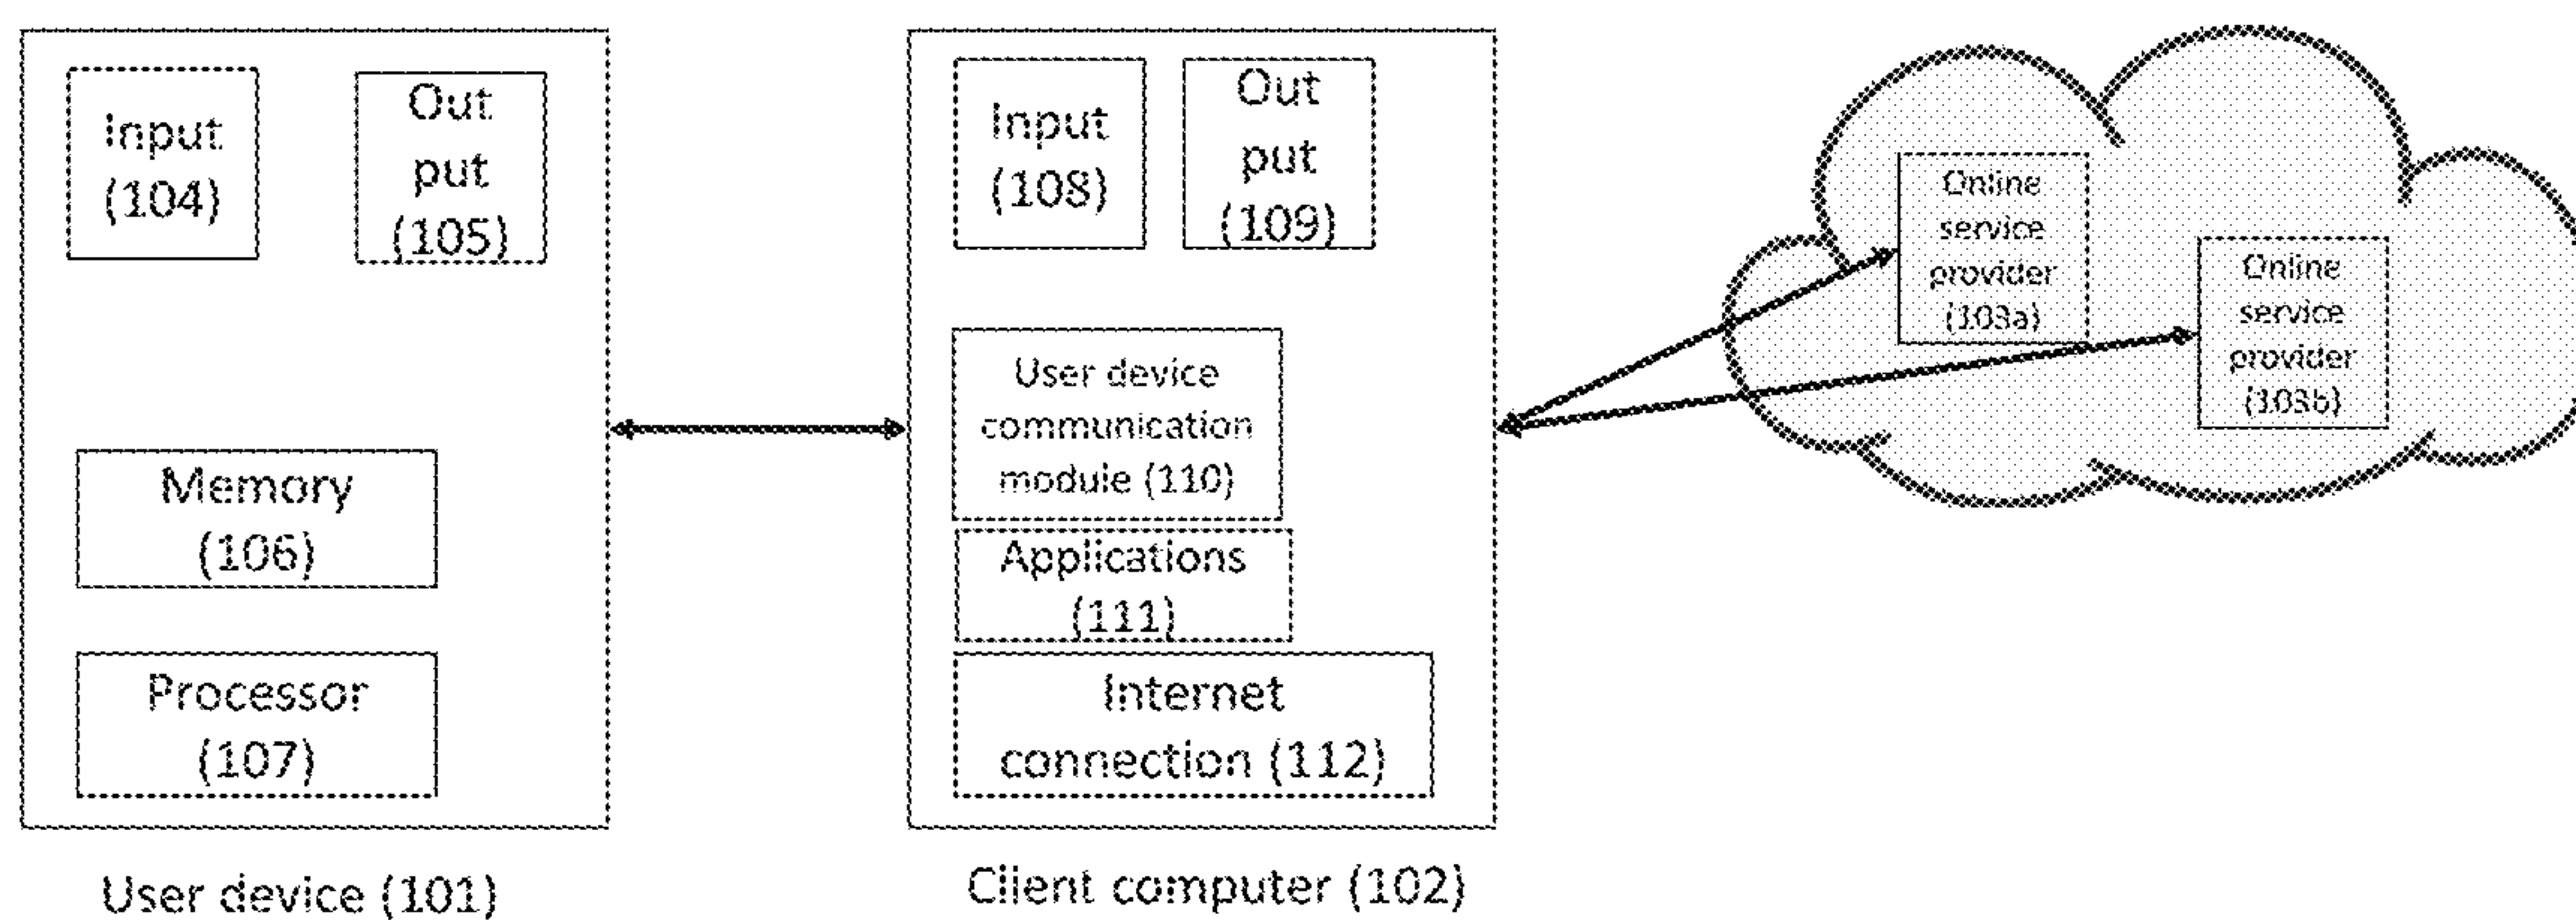 Input
(104)
Out
put
(105)
Memory
(106)
Processor
(107)
User device (101)
Input
(108)
Out
put
(109)
User device
communication
module (110)
Applications
(111)
Internet
connection (112)
Client computer (102)
Online
service
provider
(103a)
Online
service
provider
(103b)